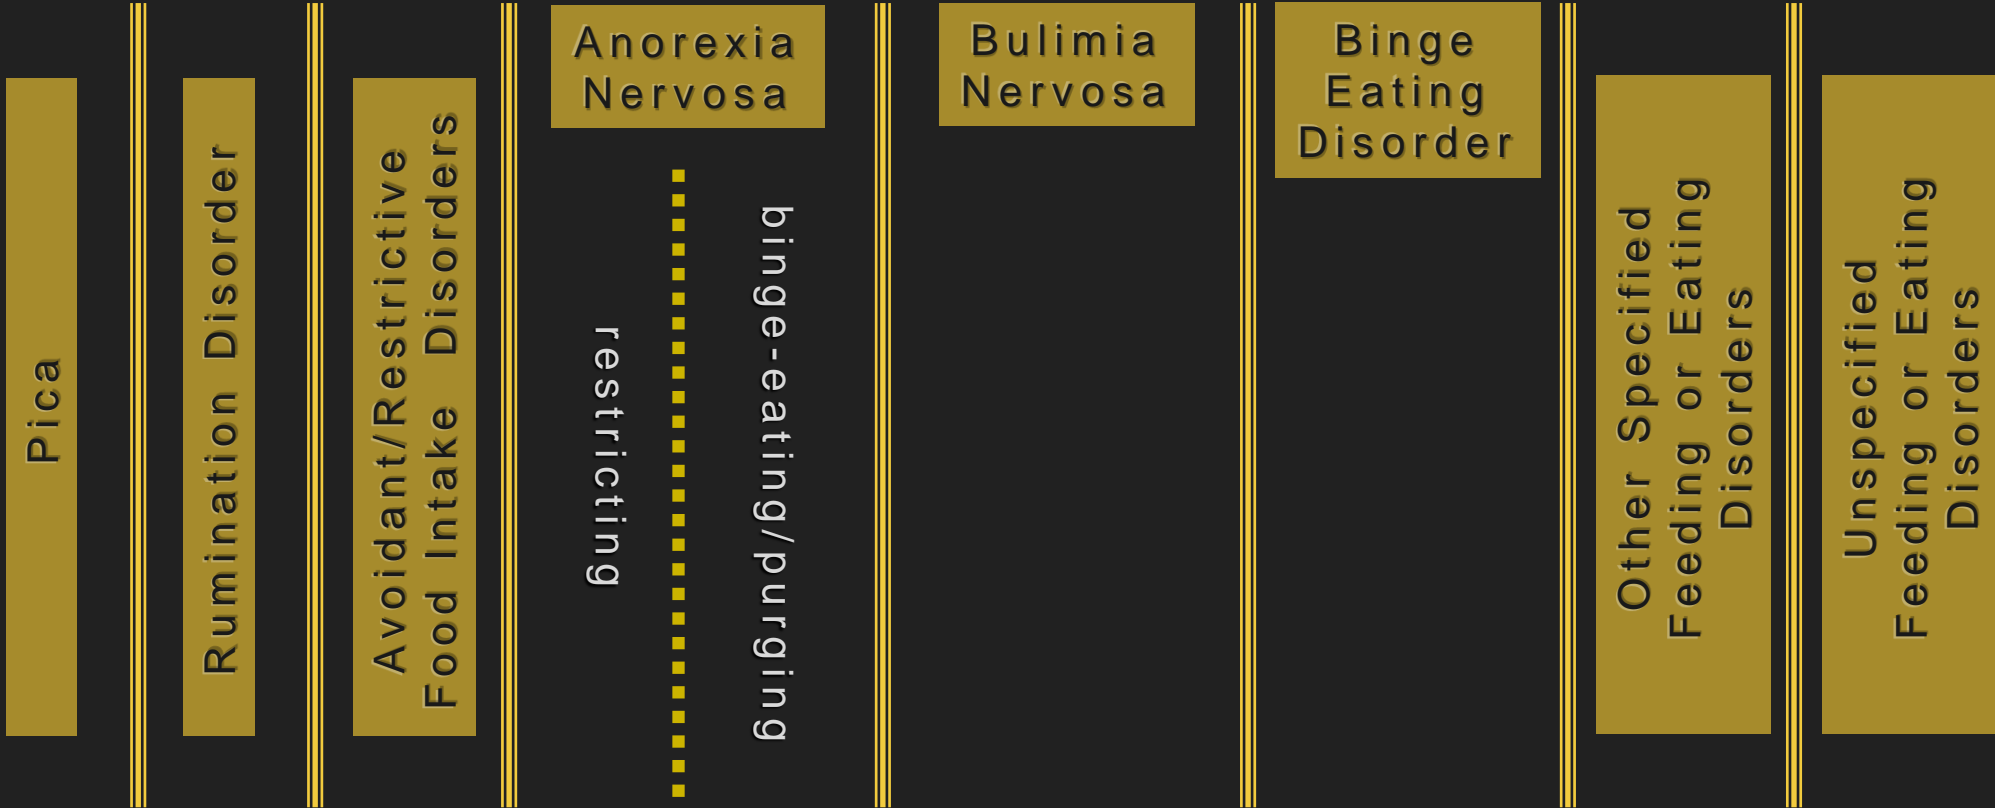 Pica
Rumination Disorder
Avoidant/Restrictive
Food Intake Disorders
Anorexia
Nervosa
restricting
binge-eating/purging
Bulimia
Nervosa
Binge
Eating
Disorder
Other Specified
Feeding or Eating
Disorders
Unspecified
Feeding or Eating
Disorders